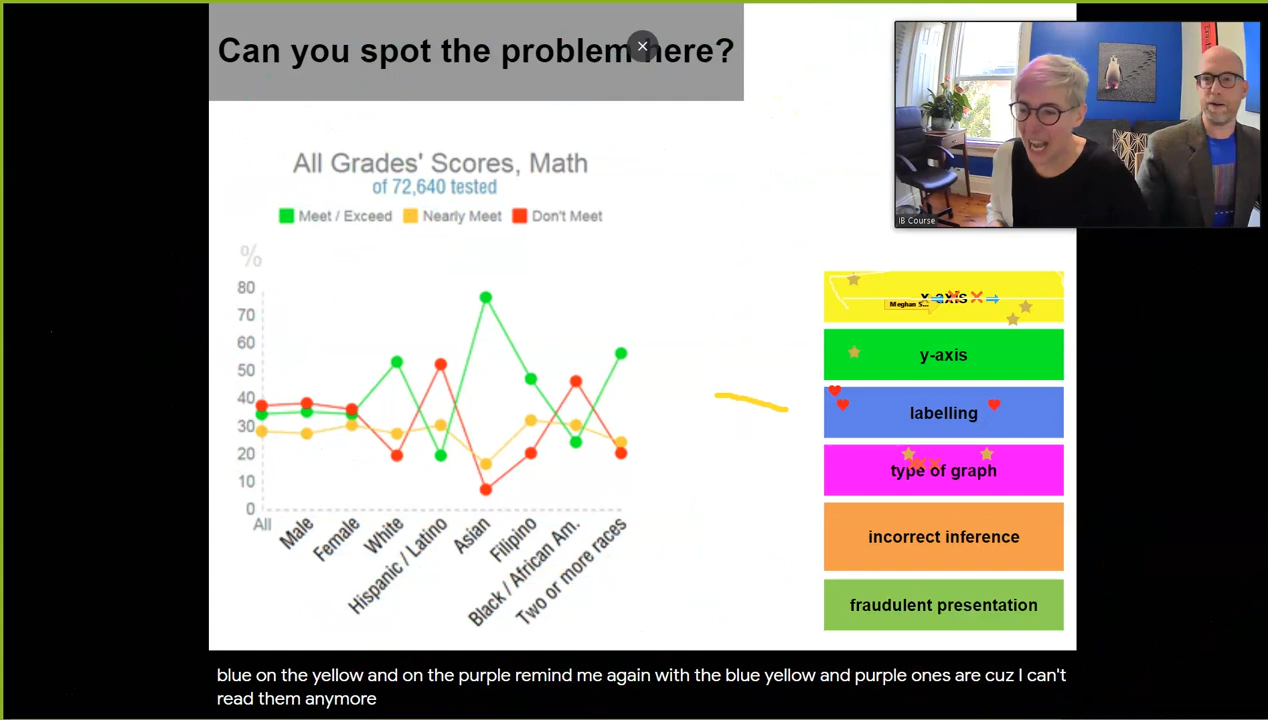 Can you spot the problem here?
All Grades' Scores, Math
of 72,640 tested
Meet / Exceed Nearly Meet Don't Meet
%
80
70
60
50
40
30
20
10
0
All Male Female White Hispanic / Latino Asian Filipino Black / African Am. Two or more races
IB Course
x-axis
Meghan S...
y-axis
labelling
type of graph
incorrect inference
fraudulent presentation
blue on the yellow and on the purple remind me again with the blue yellow and purple ones are cuz I can't
read them anymore